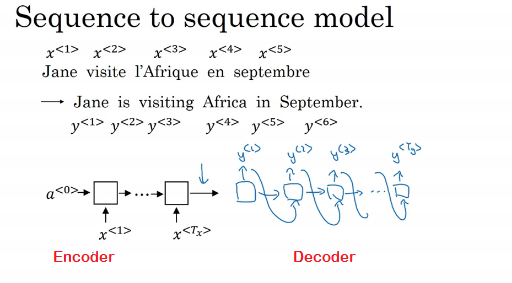 Sequence to sequence model
x<1> x<2> x<3> x<4> x<5>
Jane visite l'Afrique en septembre
→ Jane is visiting Africa in September.
y<1> y<2> y<3> y<4> y<5> y<6>
y<1> y<2> y<3> y<Ty>
a<0> → → ⋯ → → → → ⋯
x<1> x<Tx>
Encoder Decoder